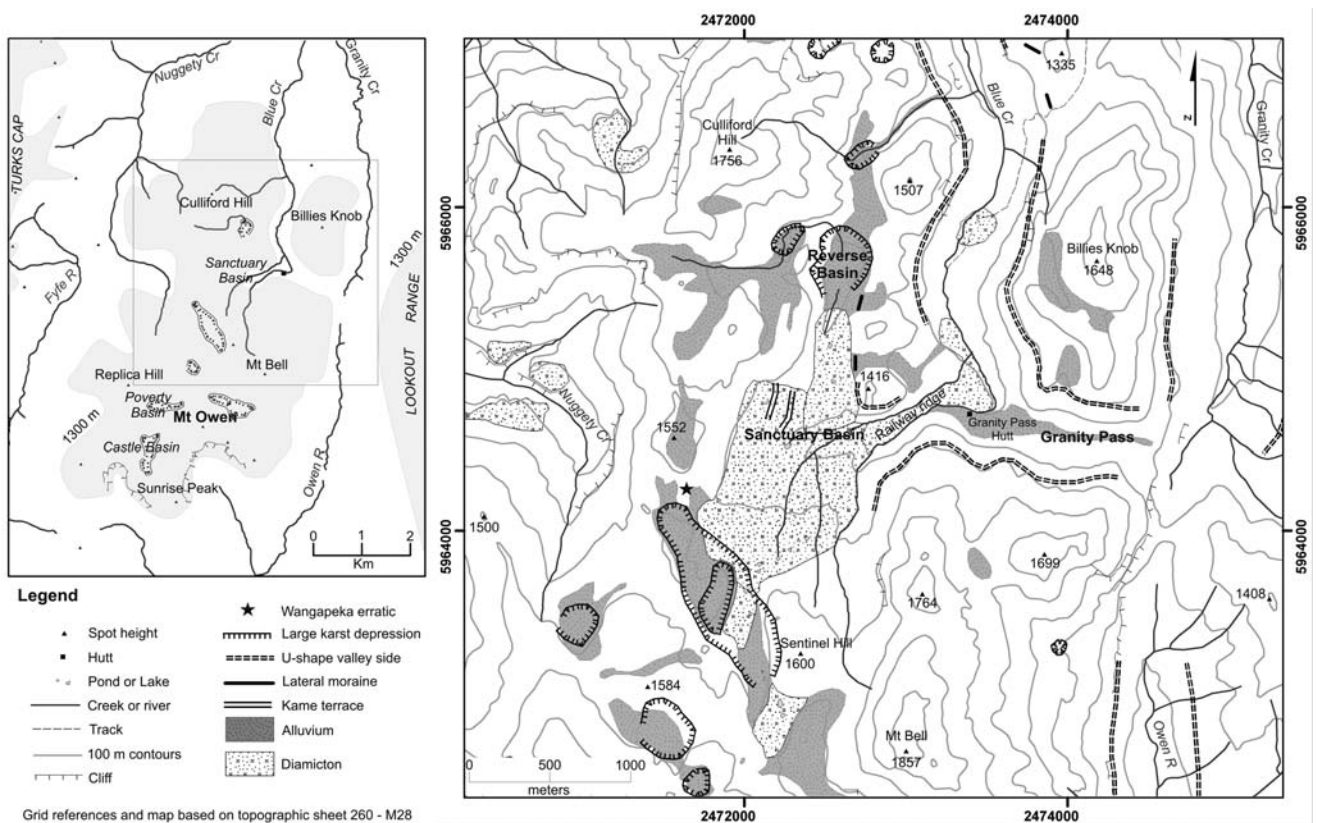 Nuggety Cr
Blue Cr
Granity Cr
TURKS CAP
Culliford Hill
Billies Knob
Sanctuary
Basin
Fyfe R
1300 m
LOOKOUT RANGE
Mt Bell
Replica Hill
Poverty
Basin
Mt Owen
1300 m
Castle Basin
Sunrise Peak
Owen R
0 1 2
Km
Legend
Spot height
Hutt
Pond or Lake
Creek or river
Track
100 m contours
Cliff
Wangapeka erratic
Large karst depression
U-shape valley side
Lateral moraine
Kame terrace
Alluvium
Diamicton
Grid references and map based on topographic sheet 260 - M28
2472000
2474000
1335
z
Blue Cr
Granity Cr
Culliford
Hill
1756
1507
5966000
5966000
Reverse
Basin
Billies Knob
1648
Nuggety Cr
1416
Railway ridge
1552
Sanctuary Basin
Granity Pass
Hutt
Granity Pass
1500
5964000
5964000
1699
1764
1408
Sentinel Hill
1600
1584
Mt Bell
1857
Owen R
0 500 1000
meters
2472000
2474000